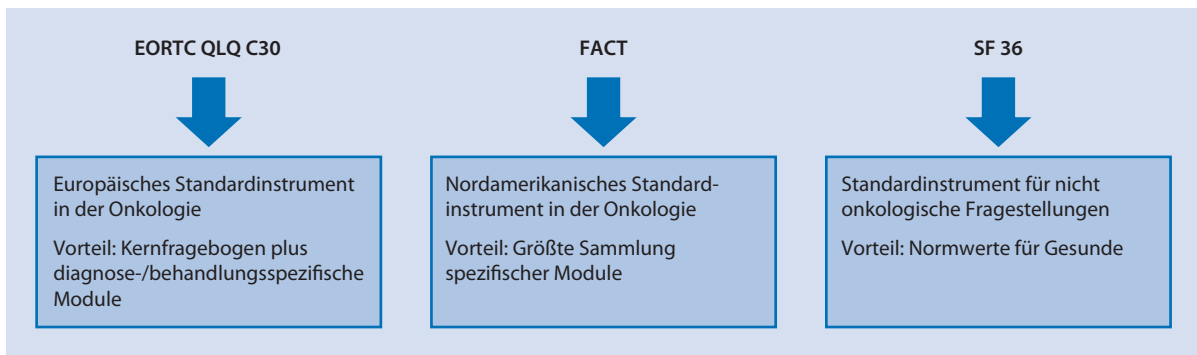 EORTC QLQ C30
Europäisches Standardinstrument
in der Onkologie
Vorteil: Kernfragebogen plus
diagnose-/behandlungsspezifische
Module
FACT
Nordamerikanisches Standard-
instrument in der Onkologie
Vorteil: Größte Sammlung
spezifischer Module
SF 36
Standardinstrument für nicht
onkologische Fragestellungen
Vorteil: Normwerte für Gesunde